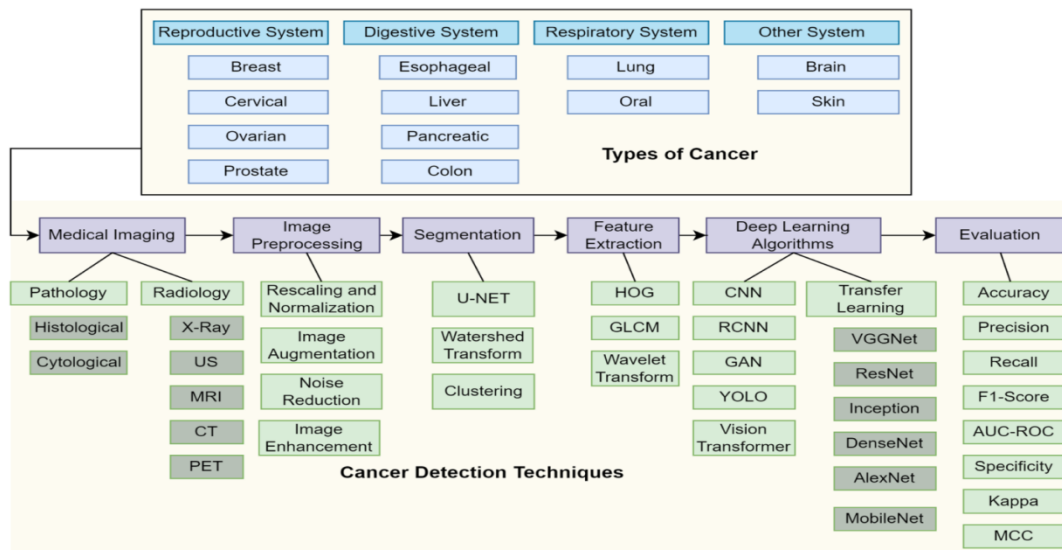 Reproductive System
Digestive System
Respiratory System
Other System
Breast
Esophageal
Lung
Brain
Cervical
Liver
Oral
Skin
Ovarian
Pancreatic
Prostate
Colon
Types of Cancer
Medical Imaging
Image
Preprocessing
Segmentation
Feature
Extraction
Deep Learning
Algorithms
Evaluation
Pathology
Histological
Cytological
Radiology
X-Ray
US
MRI
CT
PET
Rescaling and
Normalization
Image
Augmentation
Noise
Reduction
Image
Enhancement
U-NET
Watershed
Transform
Clustering
HOG
GLCM
Wavelet
Transform
CNN
RCNN
GAN
YOLO
Vision
Transformer
Transfer
Learning
VGGNet
ResNet
Inception
DenseNet
AlexNet
MobileNet
Accuracy
Precision
Recall
F1-Score
AUC-ROC
Specificity
Kappa
MCC
Cancer Detection Techniques